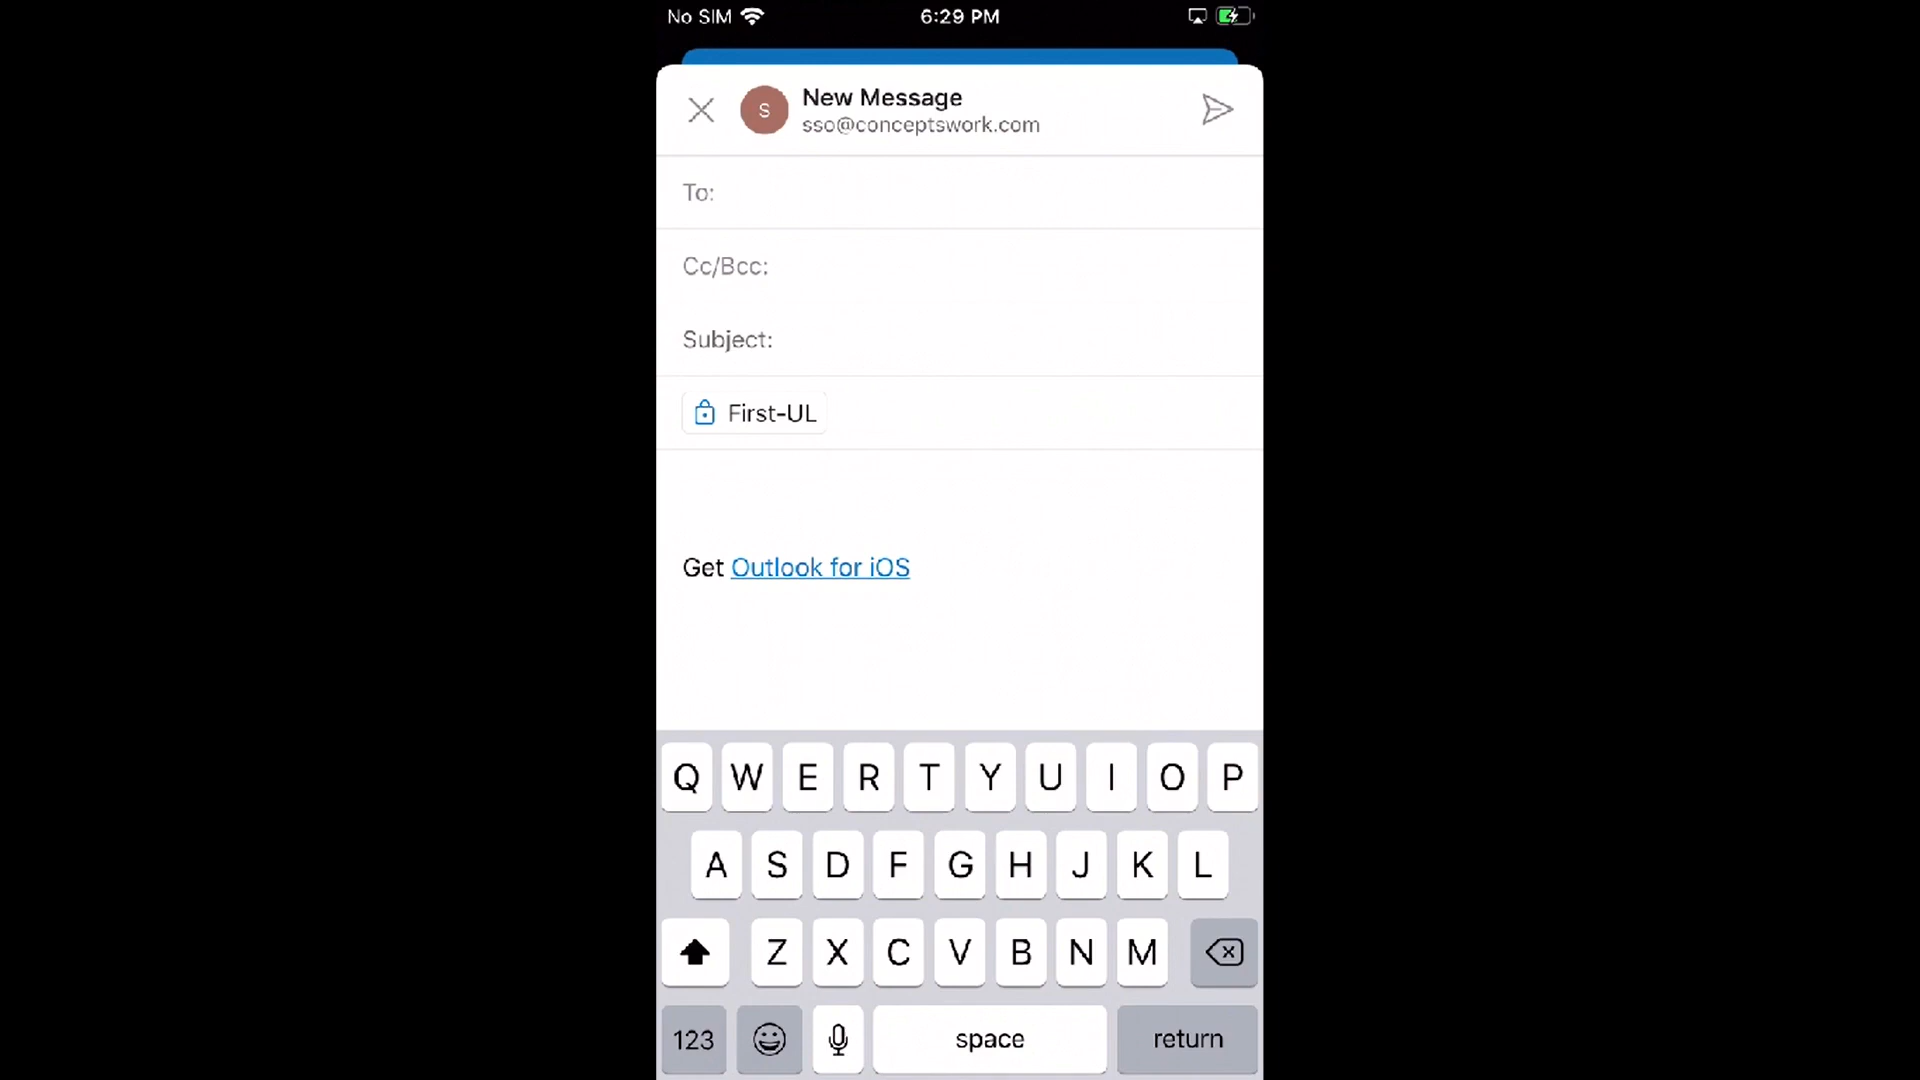 No SIM 6:29 PM
S
New Message
sso@conceptswork.com
To:
Cc/Bcc:
Subject:
First-UL
Get Outlook for iOS
Q W E R T Y U I O P
A S D F G H J K L
Z X C V B N M
123 space return